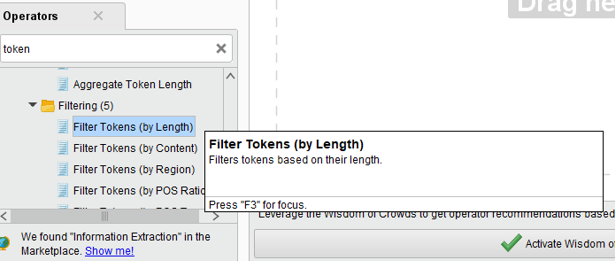 Drag he
Operators
token
Aggregate Token Length
Filtering (5)
Filter Tokens (by Length)
Filter Tokens (by Content)
Filter Tokens (by Region)
Filter Tokens (by POS Ratio
Filter Tokens (by Length)
Filters tokens based on their length.
Press "F3" for focus.
Leverage the Wisdom of Crowds to get operator recommendations based
We found "Information Extraction" in the
Marketplace. Show me!
Activate Wisdom of